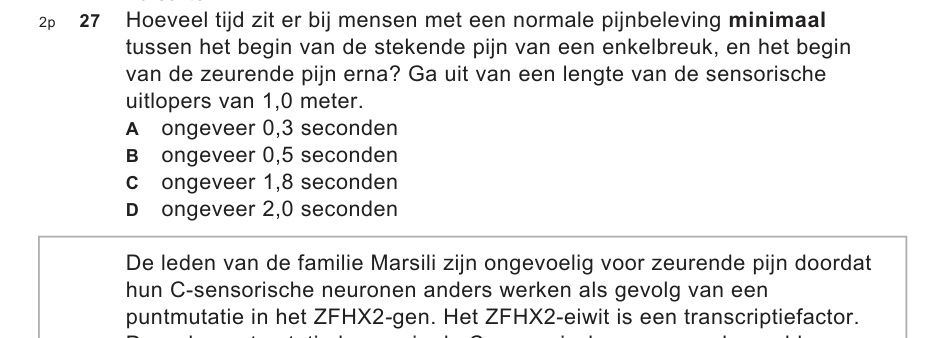 2p 27 Hoeveel tijd zit er bij mensen met een normale pijnbeleving minimaal
tussen het begin van de stekende pijn van een enkelbreuk, en het begin
van de zeurende pijn erna? Ga uit van een lengte van de sensorische
uitlopers van 1,0 meter.
A ongeveer 0,3 seconden
B ongeveer 0,5 seconden
C ongeveer 1,8 seconden
D ongeveer 2,0 seconden
De leden van de familie Marsili zijn ongevoelig voor zeurende pijn doordat
hun C-sensorische neuronen anders werken als gevolg van een
puntmutatie in het ZFHX2-gen. Het ZFHX2-eiwit is een transcriptiefactor.